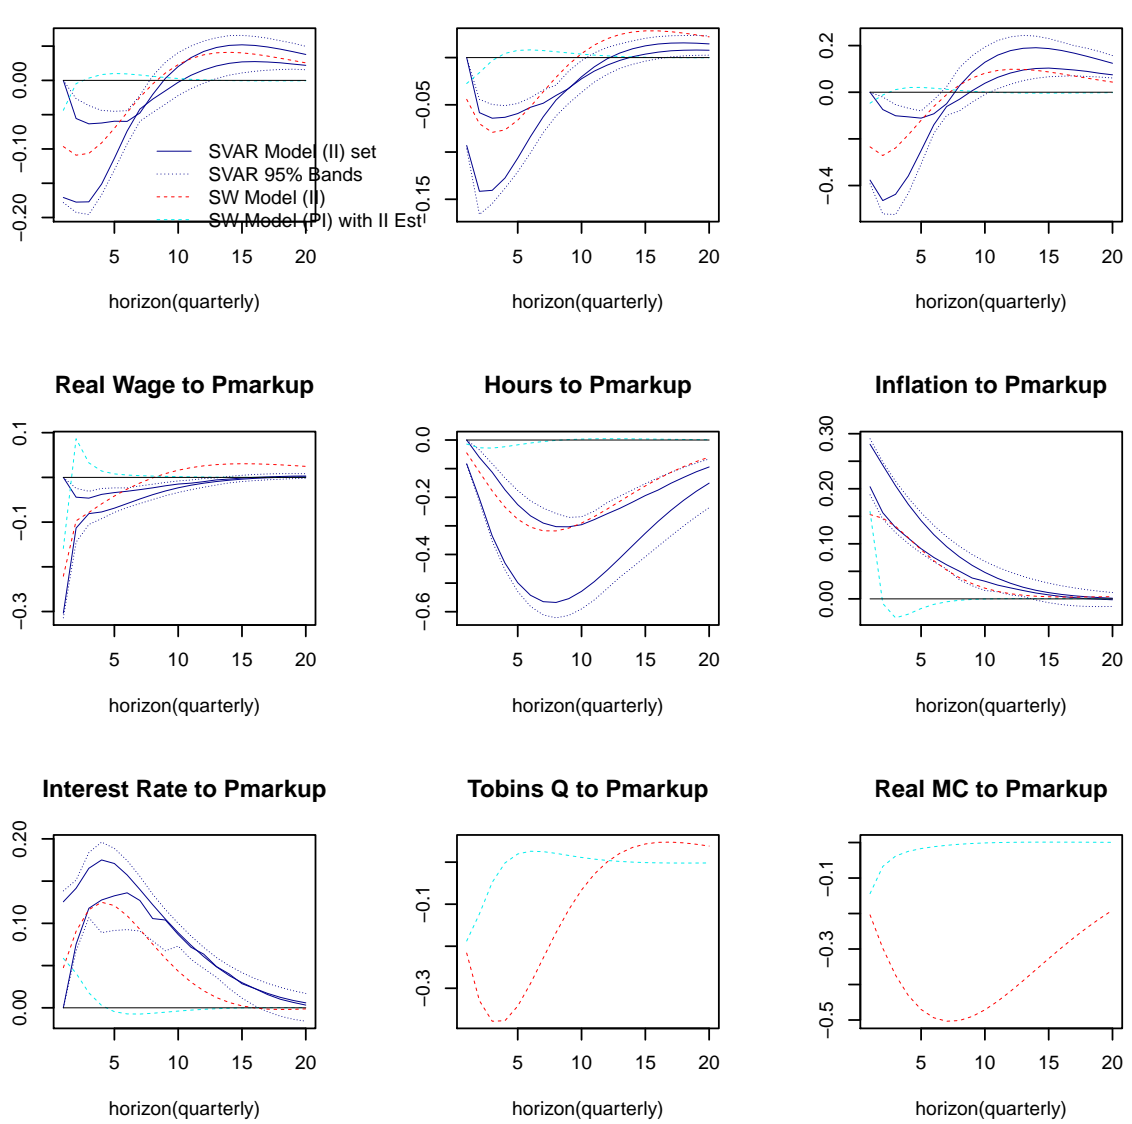 0.00
−0.10
−0.20
SVAR Model (II) set
SVAR 95% Bands
SW Model (II)
SW Model (PI) with II Est
5 10 15 20
horizon(quarterly)
−0.05
0.15
5 10 15 20
horizon(quarterly)
0.2
0.0
−0.4
5 10 15 20
horizon(quarterly)
Real Wage to Pmarkup
0.1
−0.1
−0.3
5 10 15 20
horizon(quarterly)
Hours to Pmarkup
0.0
−0.2
−0.4
−0.6
5 10 15 20
horizon(quarterly)
Inflation to Pmarkup
0.30
0.20
0.10
0.00
5 10 15 20
horizon(quarterly)
Interest Rate to Pmarkup
0.20
0.10
0.00
5 10 15 20
horizon(quarterly)
Tobins Q to Pmarkup
−0.1
−0.3
5 10 15 20
horizon(quarterly)
Real MC to Pmarkup
−0.1
−0.3
−0.5
5 10 15 20
horizon(quarterly)